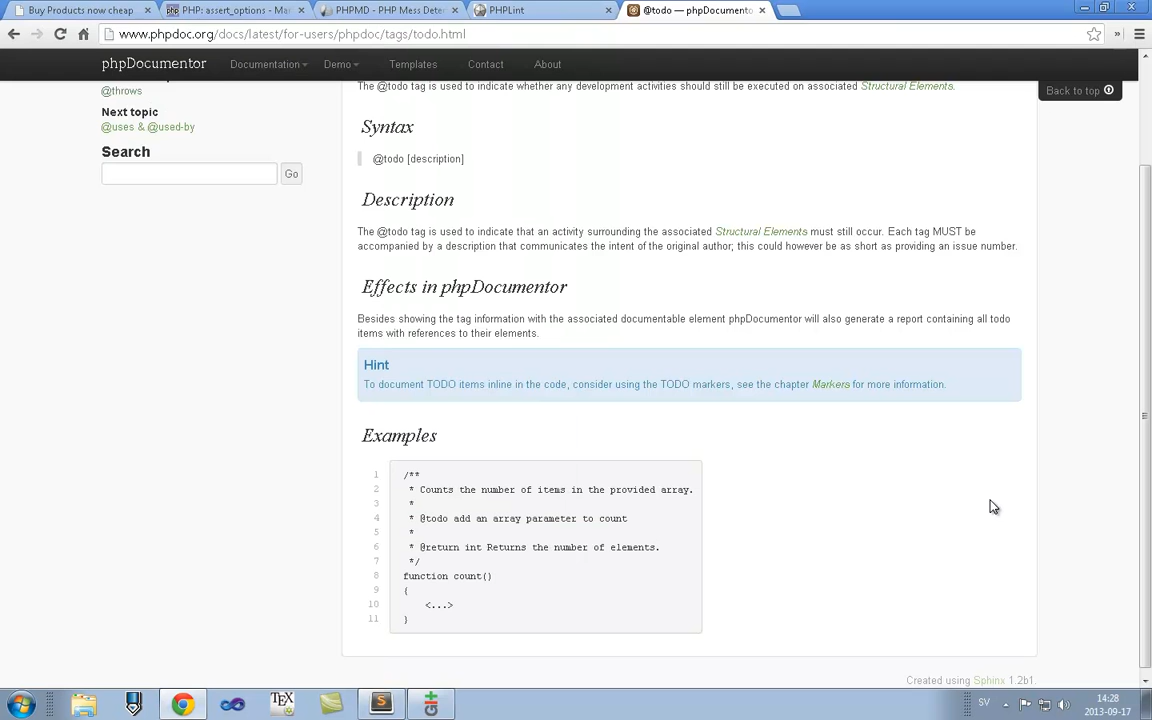 Buy Products now cheap
PHP: assert_options - Ma
PHPMD - PHP Mess Dete
PHPLint
@todo — phpDocumento
www.phpdoc.org/docs/latest/for-users/phpdoc/tags/todo.html
phpDocumentor
Documentation
Demo
Templates
Contact
About
Back to top
@throws
Next topic
@uses & @used-by
Search
Go
The @todo tag is used to indicate whether any development activities should still be executed on associated Structural Elements.
Syntax
@todo [description]
Description
The @todo tag is used to indicate that an activity surrounding the associated Structural Elements must still occur. Each tag MUST be
accompanied by a description that communicates the intent of the original author; this could however be as short as providing an issue number.
Effects in phpDocumentor
Besides showing the tag information with the associated documentable element phpDocumentor will also generate a report containing all todo
items with references to their elements.
Hint
To document TODO items inline in the code, consider using the TODO markers, see the chapter Markers for more information.
Examples
1 /**
2 * Counts the number of items in the provided array.
3 *
4 * @todo add an array parameter to count
5 *
6 * @return int Returns the number of elements.
7 */
8 function count()
9 {
10 <...>
11 }
Created using Sphinx 1.2b1.
TEX
S
SV
14:28
2013-09-17